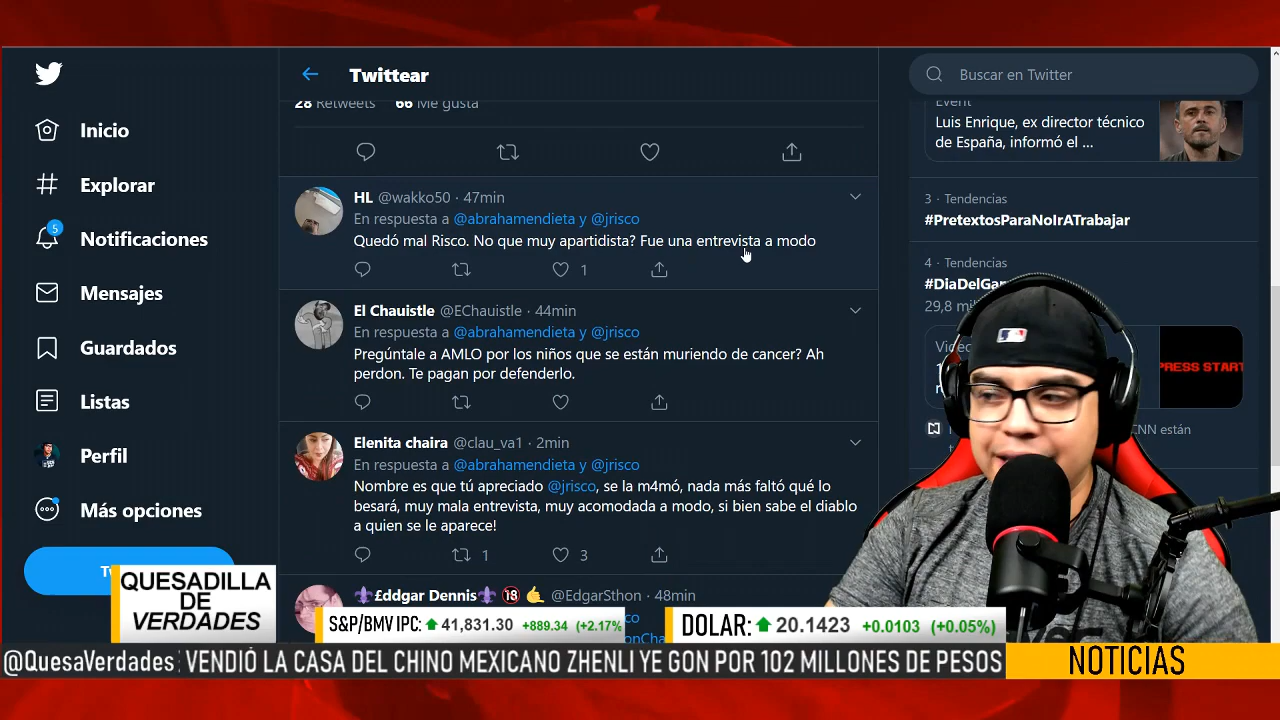 Twittear
Buscar en Twitter
28 Retweets 66 Me gusta
Inicio
Explorar
5
Notificaciones
Mensajes
Guardados
Listas
Perfil
Más opciones
HL @wakko50 · 47min
En respuesta a @abrahamendieta y @jrisco
Quedó mal Risco. No que muy apartidista? Fue una entrevista a modo
1
El Chauistle @EChauistle · 44min
En respuesta a @abrahamendieta y @jrisco
Pregúntale a AMLO por los niños que se están muriendo de cancer? Ah
perdon. Te pagan por defenderlo.
Elenita chaira @clau_va1 · 2min
En respuesta a @abrahamendieta y @jrisco
Nombre es que tú apreciado @jrisco, se la m4mó, nada más faltó qué lo
besará, muy mala entrevista, muy acomodada a modo, si bien sabe el diablo
a quien se le aparece!
1 3
£ddgar Dennis 18 @EdgarSthon · 48min
Event
Luis Enrique, ex director técnico
de España, informó el ...
3 · Tendencias
#PretextosParaNoIrATrabajar
4 · Tendencias
29,8
PRESS START
CNN están
QUESADILLA
DE
VERDADES
S&P/BMV IPC: 41,831.30 +889.34 (+2.17%)
DOLAR: 20.1423 +0.0103 (+0.05%)
@QuesaVerdades : VENDIÓ LA CASA DEL CHINO MEXICANO ZHENLI YE GON POR 102 MILLONES DE PESOS
NOTICIAS